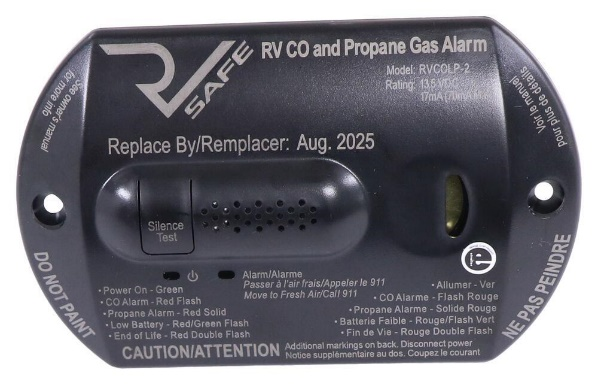 RV SAFE
RV CO and Propane Gas Alarm
Model: RVCOLP-2
Rating: 13.5 VDC
17mA
See owner's manual
for more info
Voir le manuel
pour plus de détails
Replace By/Remplacer: Aug. 2025
Silence
Test
Alarm/Alarme
Passer à l'air frais/Appeler le 911
Move to Fresh Air/Call 911
DO NOT PAINT
NE PAS PEINDRE
• Power On - Green
• CO Alarm - Red Flash
• Propane Alarm - Red Solid
• Low Battery - Red/Green Flash
• End of Life - Red Double Flash
• Allumer - Ver
• CO Alarme - Flash Rouge
• Propane Alarme - Solide Rouge
• Batterie Faible - Rouge/Flash Vert
• Fin de Vie - Rouge Double Flash
CAUTION/ATTENTION
Additional markings on back. Disconnect power
Notice supplémentaire au dos. Coupez le courant